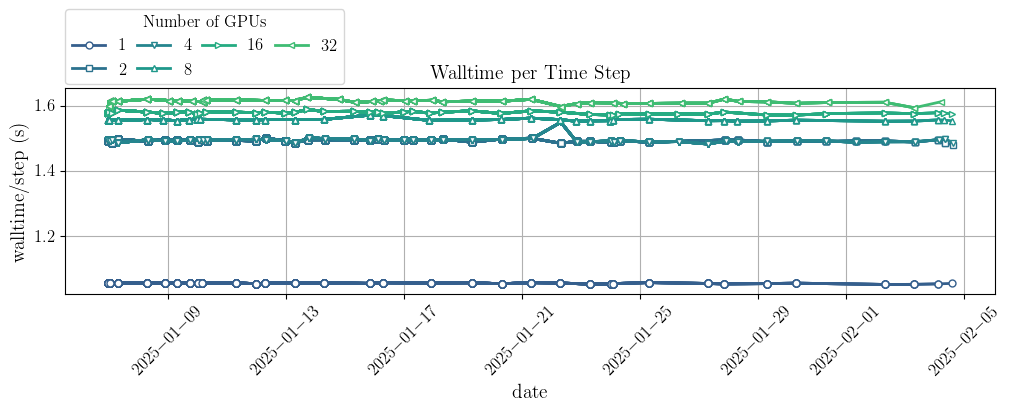 Number of GPUs
1 4 16 32
2 8
Walltime per Time Step
walltime/step (s)
1.6
1.4
1.2
2025−01−09
2025−01−13
2025−01−17
2025−01−21
2025−01−25
2025−01−29
2025−02−01
2025−02−05
date